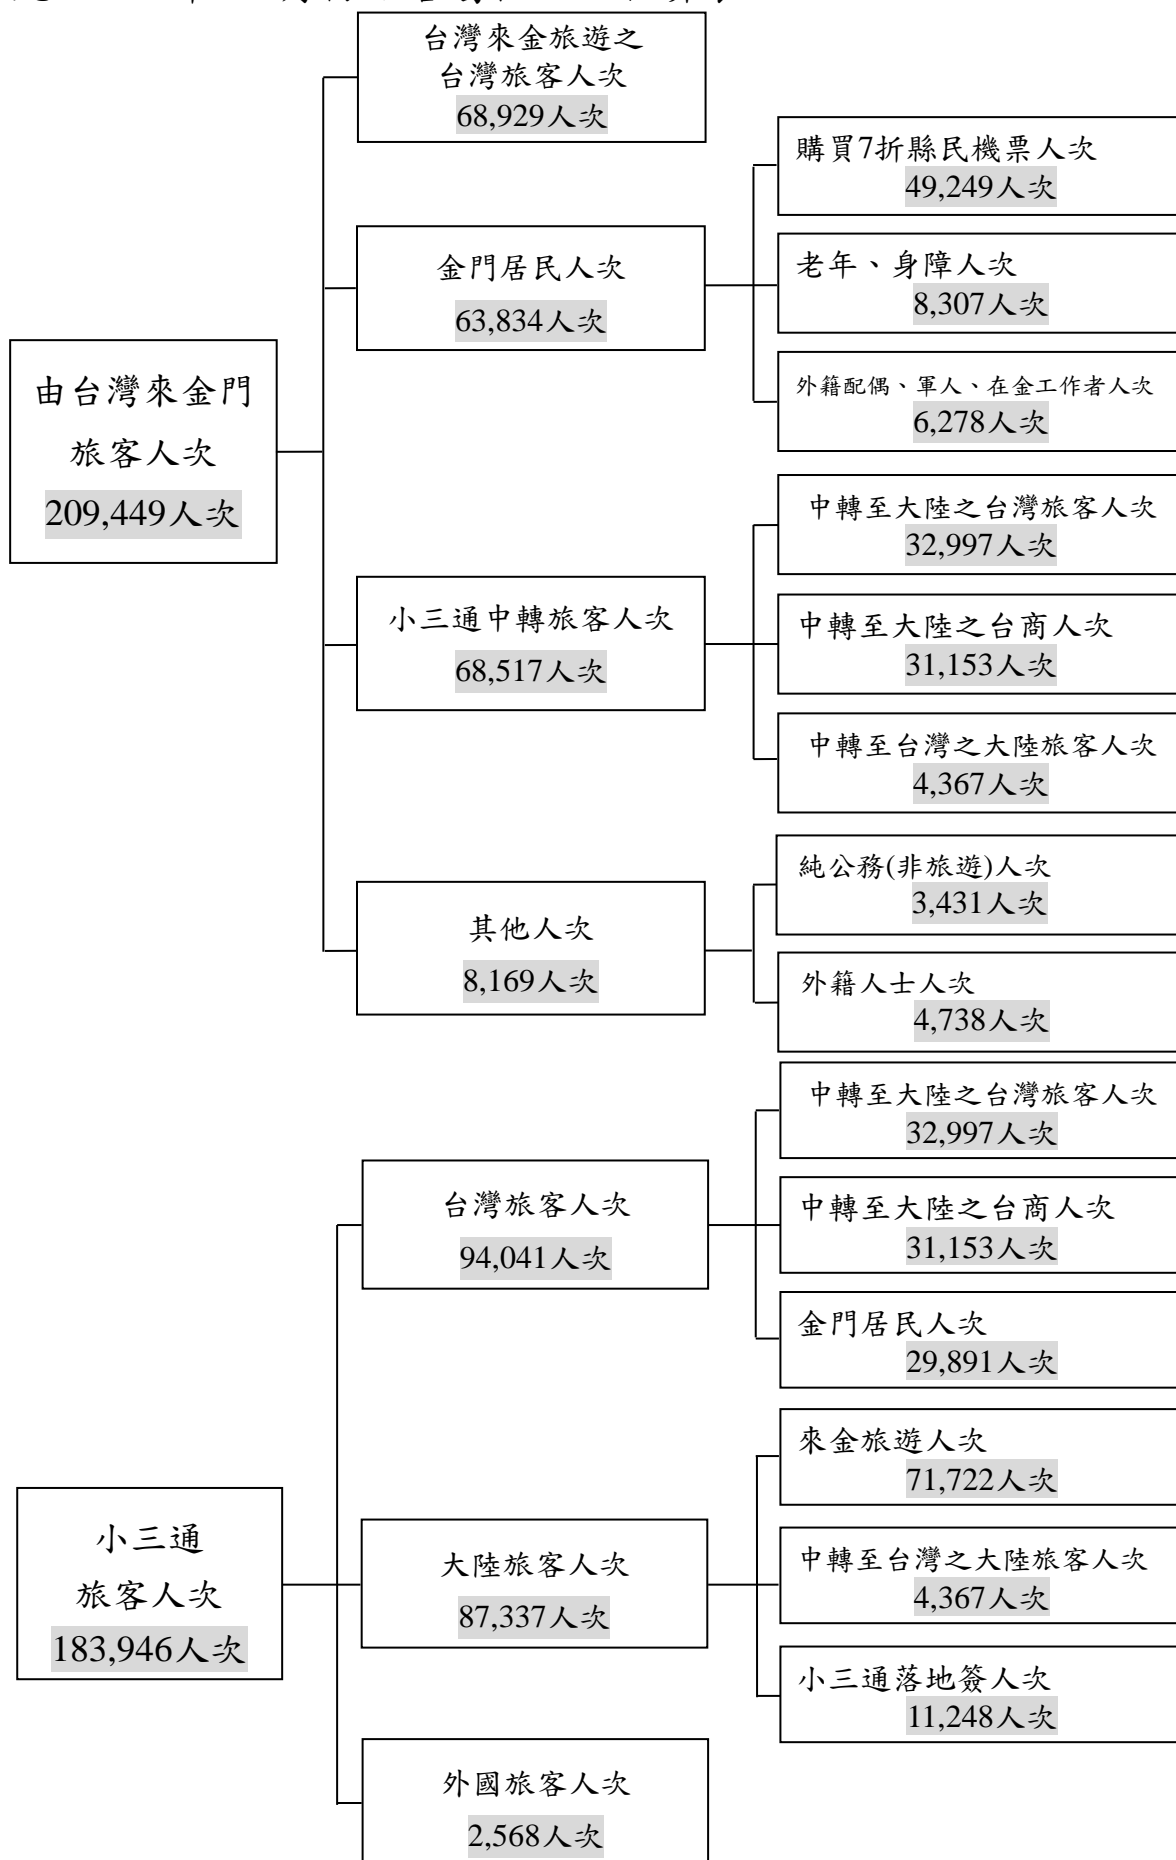 台灣來金旅遊之
台灣旅客人次
68,929人次
購買7折縣民機票人次
49,249人次
金門居民人次
63,834人次
老年、身障人次
8,307人次
外籍配偶、軍人、在金工作者人次
6,278人次
由台灣來金門
旅客人次
209,449人次
中轉至大陸之台灣旅客人次
32,997人次
小三通中轉旅客人次
68,517人次
中轉至大陸之台商人次
31,153人次
中轉至台灣之大陸旅客人次
4,367人次
其他人次
8,169人次
純公務(非旅遊)人次
3,431人次
外籍人士人次
4,738人次
中轉至大陸之台灣旅客人次
32,997人次
台灣旅客人次
94,041人次
中轉至大陸之台商人次
31,153人次
金門居民人次
29,891人次
來金旅遊人次
71,722人次
小三通
旅客人次
183,946人次
大陸旅客人次
87,337人次
中轉至台灣之大陸旅客人次
4,367人次
小三通落地簽人次
11,248人次
外國旅客人次
2,568人次